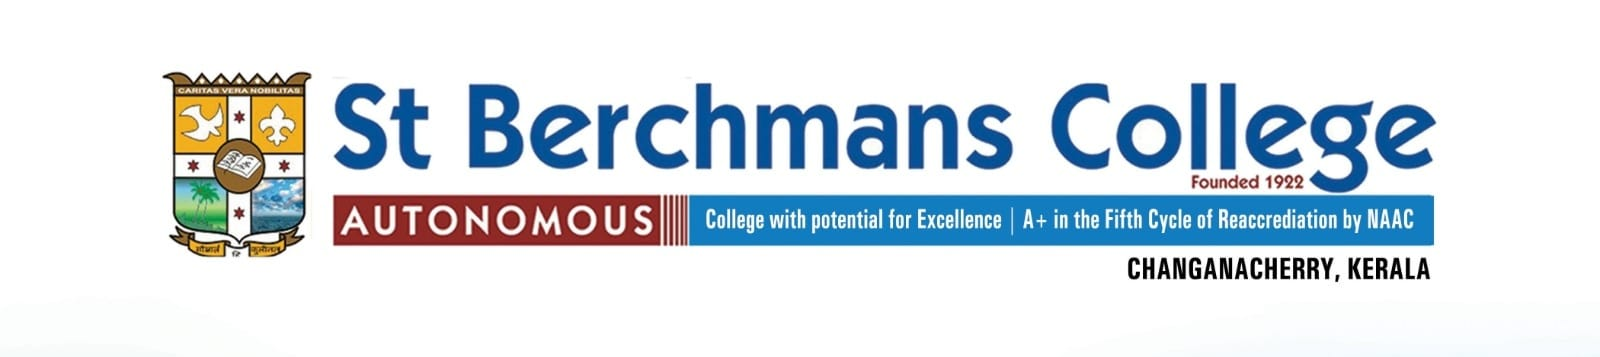 CARITAS VERA NOBILITAS
St Berchmans College
Founded 1922
AUTONOMOUS College with potential for Excellence | A+ in the Fifth Cycle of Reaccrediation by NAAC
हि
CHANGANACHERRY, KERALA